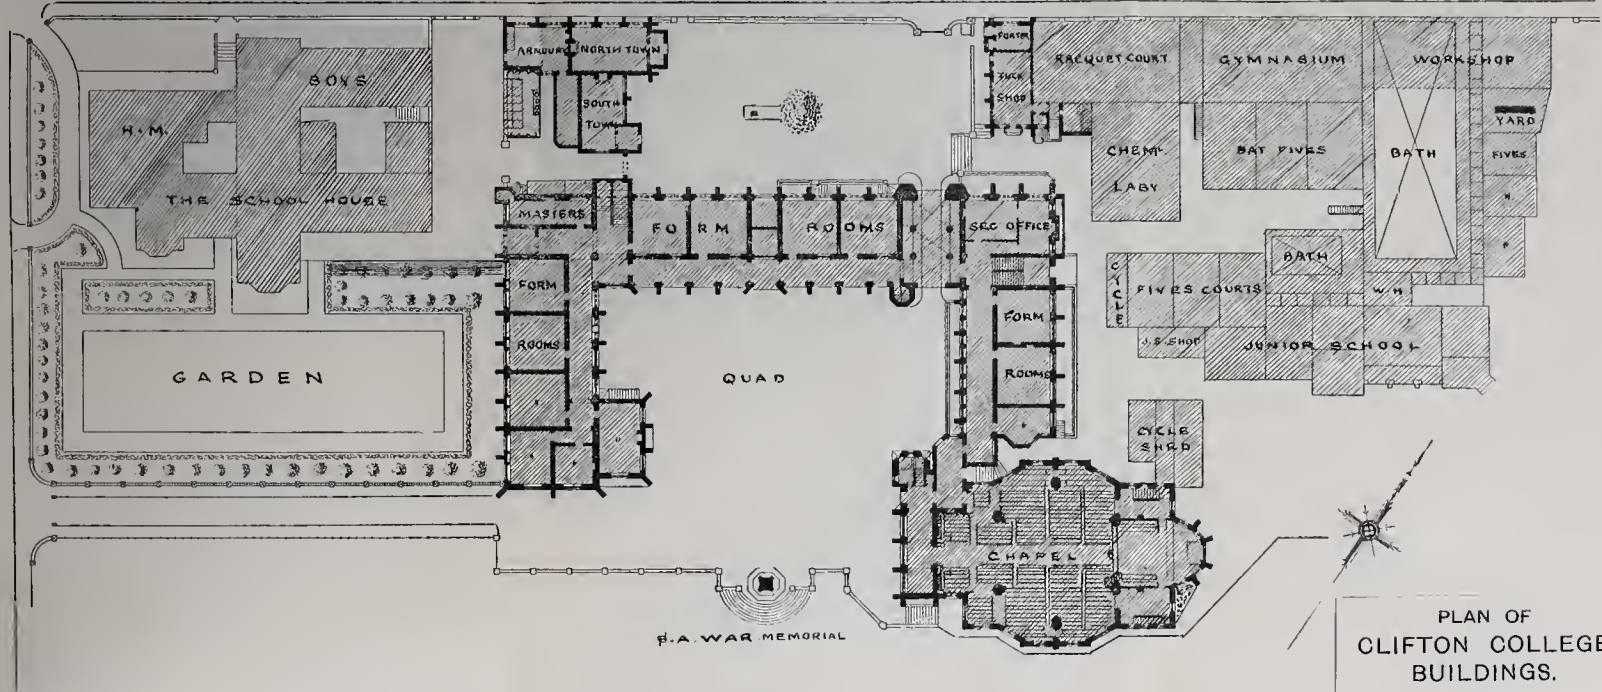 ARMOURY
NORTH TOWN
SOUTH
TOWN
PORTER
TUCK
SHOP
RACQUET COURT
GYMNASIUM
WORKSHOP
BOYS
H.M.
THE SCHOOL HOUSE
CHEM.
LABY
BAT FIVES
BATH
YARD
FIVES
MASTERS
FORM ROOMS
SEC OFFICE
BATH
FORM
ROOMS
FORM
ROOMS
CYCLE
FIVES COURTS
W.H
J.S. SHOP
JUNIOR SCHOOL
GARDEN
QUAD
CYCLE
SHED
CHAPEL
S.A. WAR MEMORIAL
PLAN OF
CLIFTON COLLEGE
BUILDINGS.